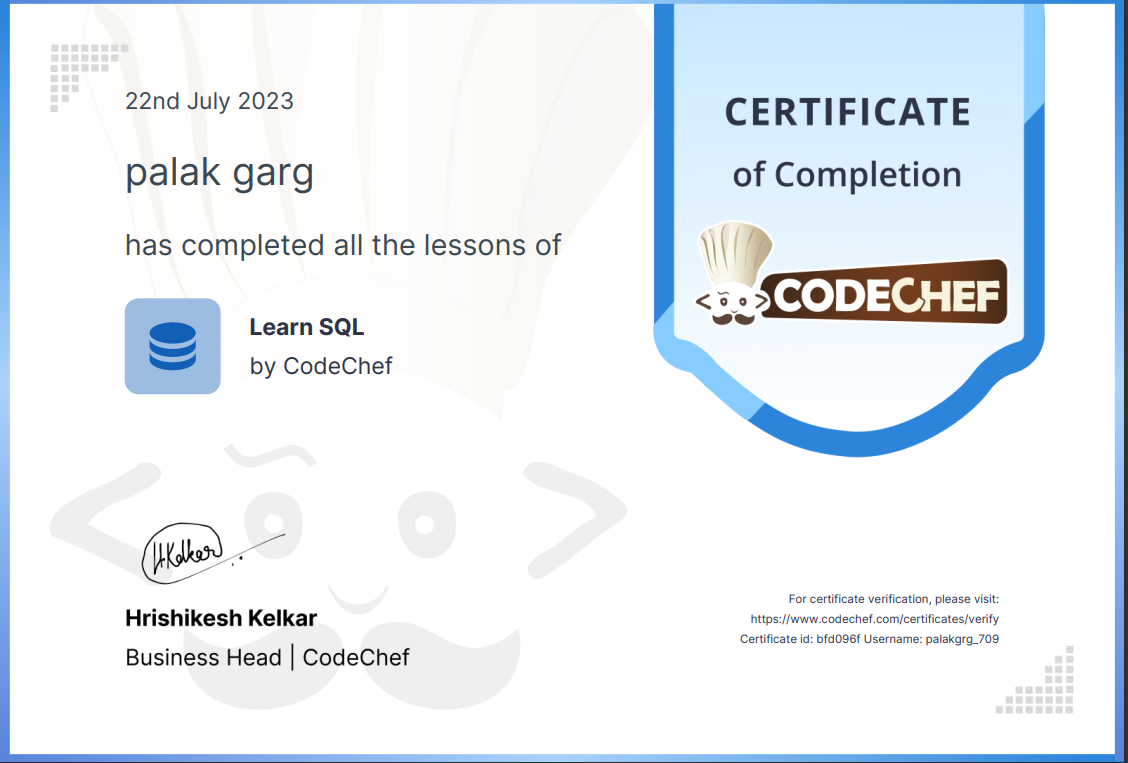 22nd July 2023
palak garg
has completed all the lessons of
Learn SQL
by CodeChef
CERTIFICATE
of Completion
CODECHEF
H.Kelkar
Hrishikesh Kelkar
Business Head | CodeChef
For certificate verification, please visit:
https://www.codechef.com/certificates/verify
Certificate id: bfd096f Username: palakgrg_709